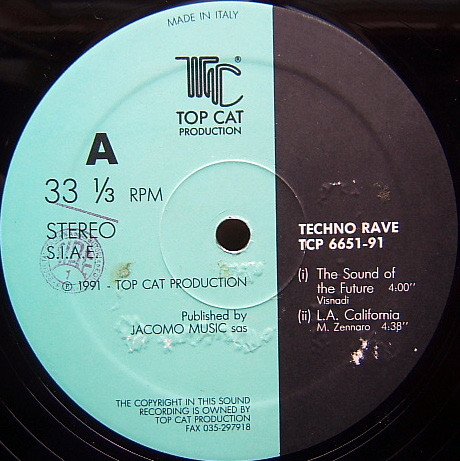 MADE IN ITALY
TC®
TOP CAT
PRODUCTION
A
33 1/3 RPM
STEREO
S.I.A.E.
℗ 1991 - TOP CAT PRODUCTION
Published by
JACOMO MUSIC sas
THE COPYRIGHT IN THIS SOUND
RECORDING IS OWNED BY
TOP CAT PRODUCTION
FAX 035-297918
TECHNO RAVE
TCP 6651-91
(i) The Sound of
the Future 4:00''
Visnadi
(ii) L.A. California
M. Zennaro 4:38''